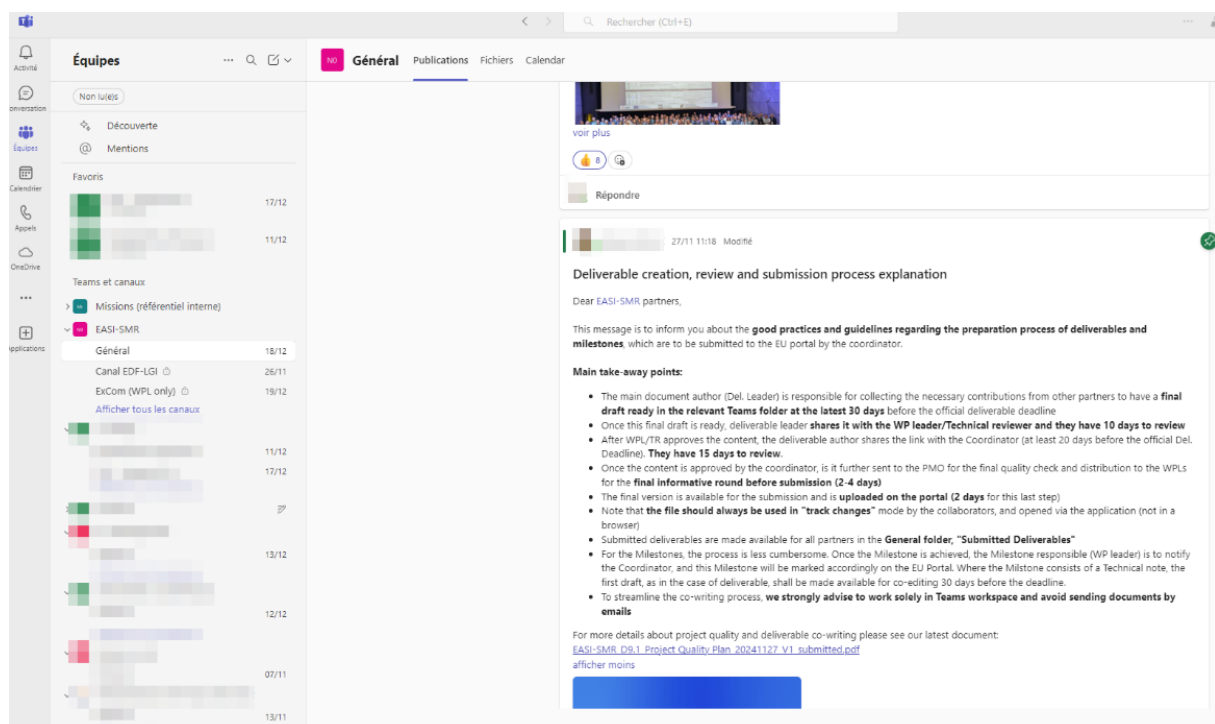 Rechercher (Ctrl+E)
Activité
Conversation
Équipes
Calendrier
Appels
OneDrive
Applications
Équipes
Non lu(e)s
Découverte
Mentions
Favoris
17/12
11/12
Teams et canaux
Missions (référentiel interne)
EASI-SMR
Général 18/12
Canal EDF-LGI 26/11
ExCom (WPL only) 19/12
Afficher tous les canaux
11/12
17/12
13/12
12/12
07/11
13/11
NO Général Publications Fichiers Calendar
voir plus
8
Répondre
27/11 11:18 Modifié
Deliverable creation, review and submission process explanation
Dear EASI-SMR partners,
This message is to inform you about the good practices and guidelines regarding the preparation process of deliverables and
milestones, which are to be submitted to the EU portal by the coordinator.
Main take-away points:
• The main document author (Del. Leader) is responsible for collecting the necessary contributions from other partners to have a final
draft ready in the relevant Teams folder at the latest 30 days before the official deliverable deadline
• Once this final draft is ready, deliverable leader shares it with the WP leader/Technical reviewer and they have 10 days to review
• After WPL/TR approves the content, the deliverable author shares the link with the Coordinator (at least 20 days before the official Del.
Deadline). They have 15 days to review.
• Once the content is approved by the coordinator, is it further sent to the PMO for the final quality check and distribution to the WPLs
for the final informative round before submission (2-4 days)
• The final version is available for the submission and is uploaded on the portal (2 days for this last step)
• Note that the file should always be used in "track changes" mode by the collaborators, and opened via the application (not in a
browser)
• Submitted deliverables are made available for all partners in the General folder, "Submitted Deliverables"
• For the Milestones, the process is less cumbersome. Once the Milestone is achieved, the Milestone responsible (WP leader) is to notify
the Coordinator, and this Milestone will be marked accordingly on the EU Portal. Where the Milstone consists of a Technical note, the
first draft, as in the case of deliverable, shall be made available for co-editing 30 days before the deadline.
• To streamline the co-writing process, we strongly advise to work solely in Teams workspace and avoid sending documents by
emails
For more details about project quality and deliverable co-writing please see our latest document:
EASI-SMR_D9.1_Project Quality Plan_20241127_V1_submitted.pdf
afficher moins